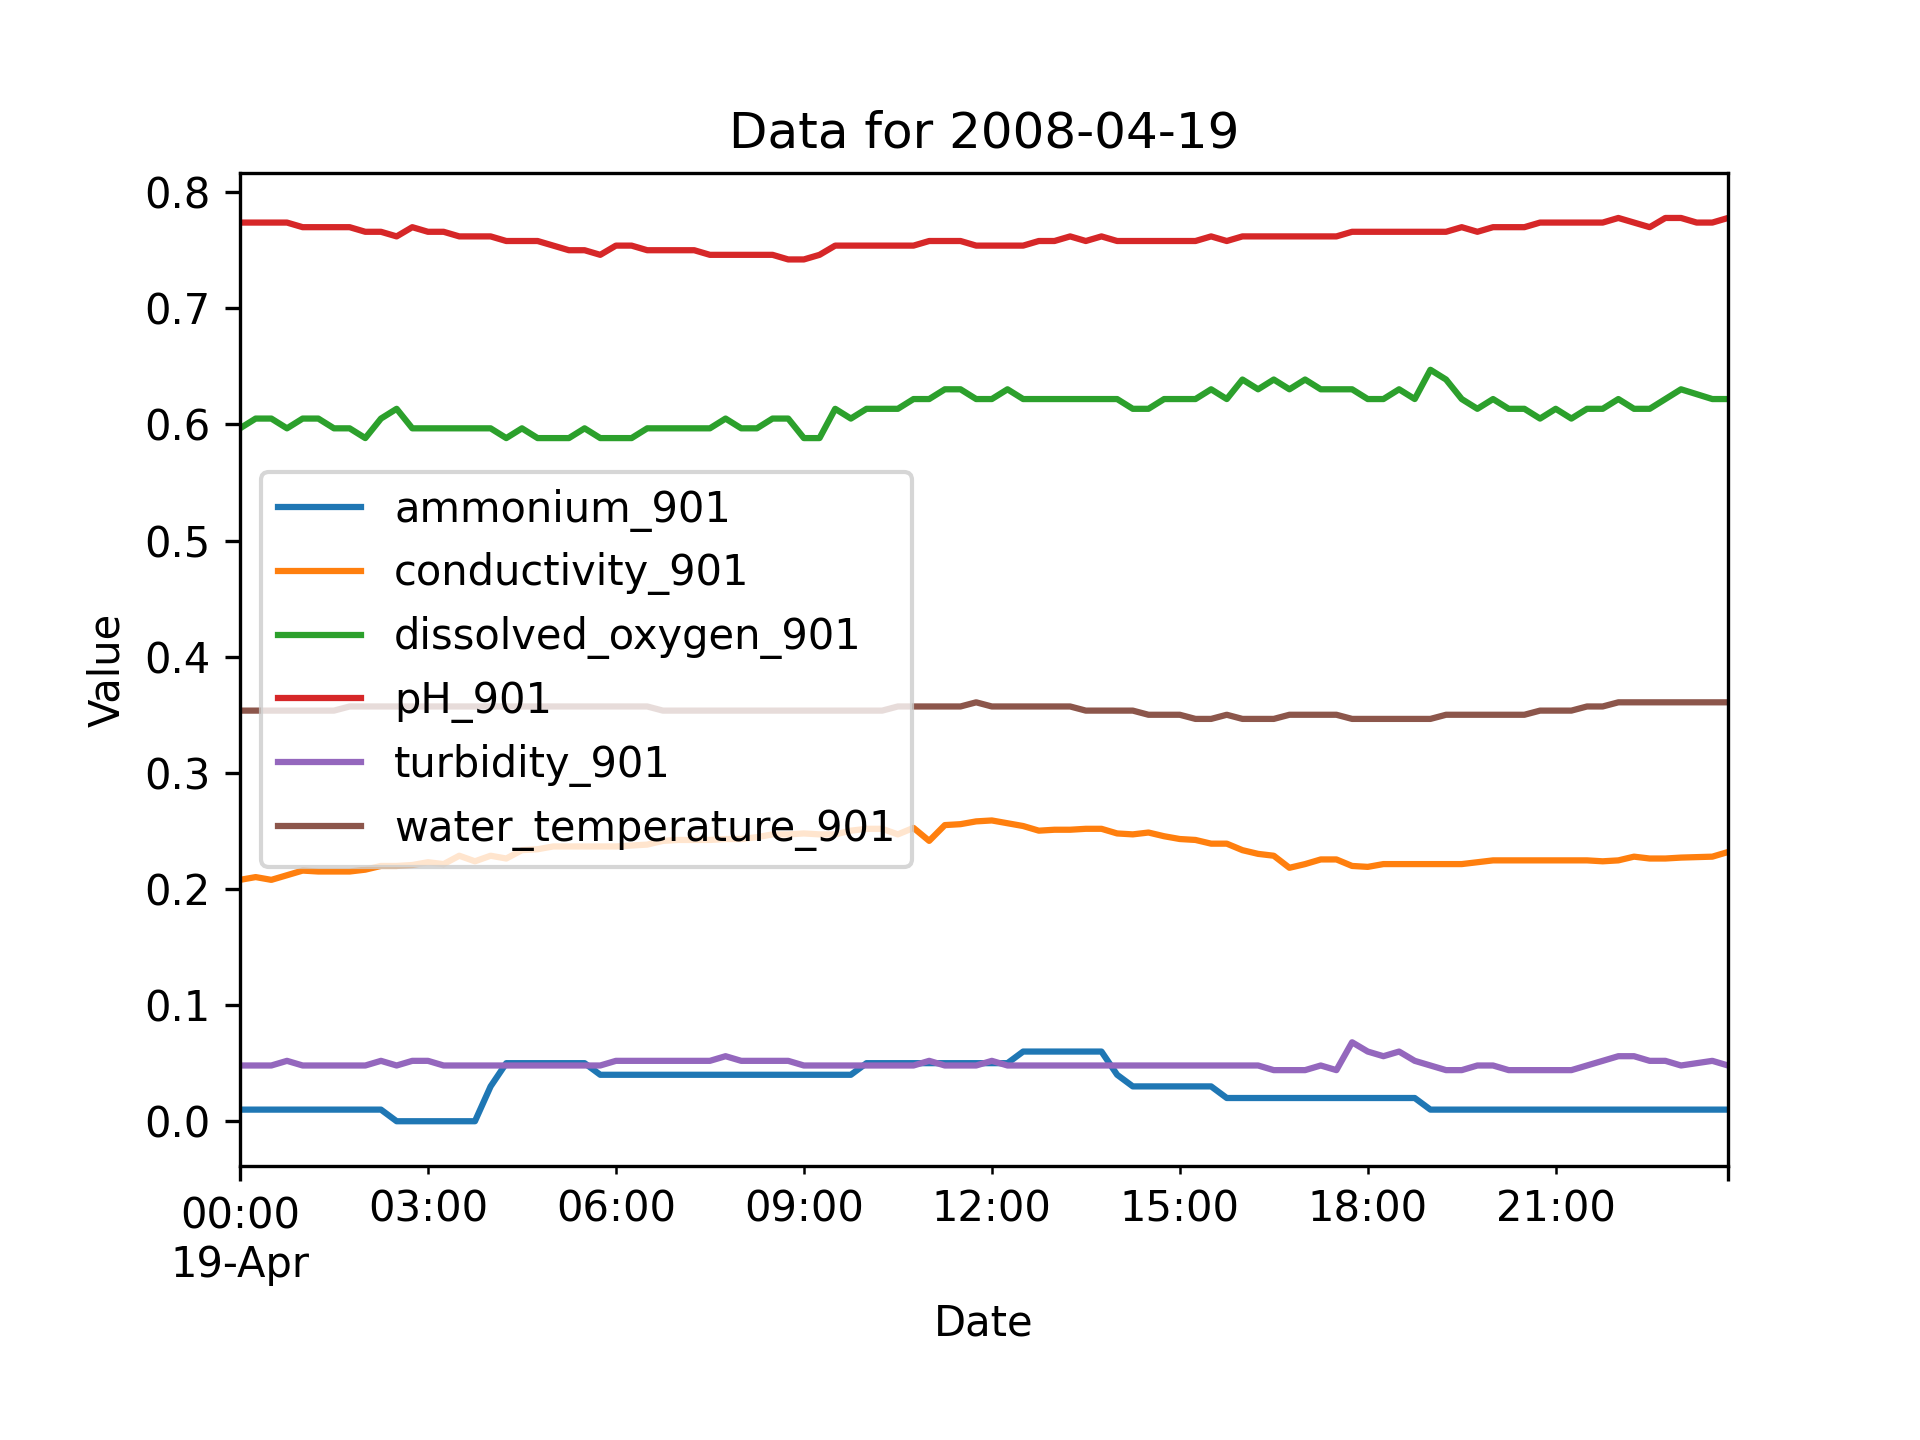 Data for 2008-04-19
0.8
0.7
0.6
0.5
0.4
0.3
0.2
0.1
0.0
Value
ammonium_901
conductivity_901
dissolved_oxygen_901
pH_901
turbidity_901
water_temperature_901
00:00 03:00 06:00 09:00 12:00 15:00 18:00 21:00
19-Apr
Date